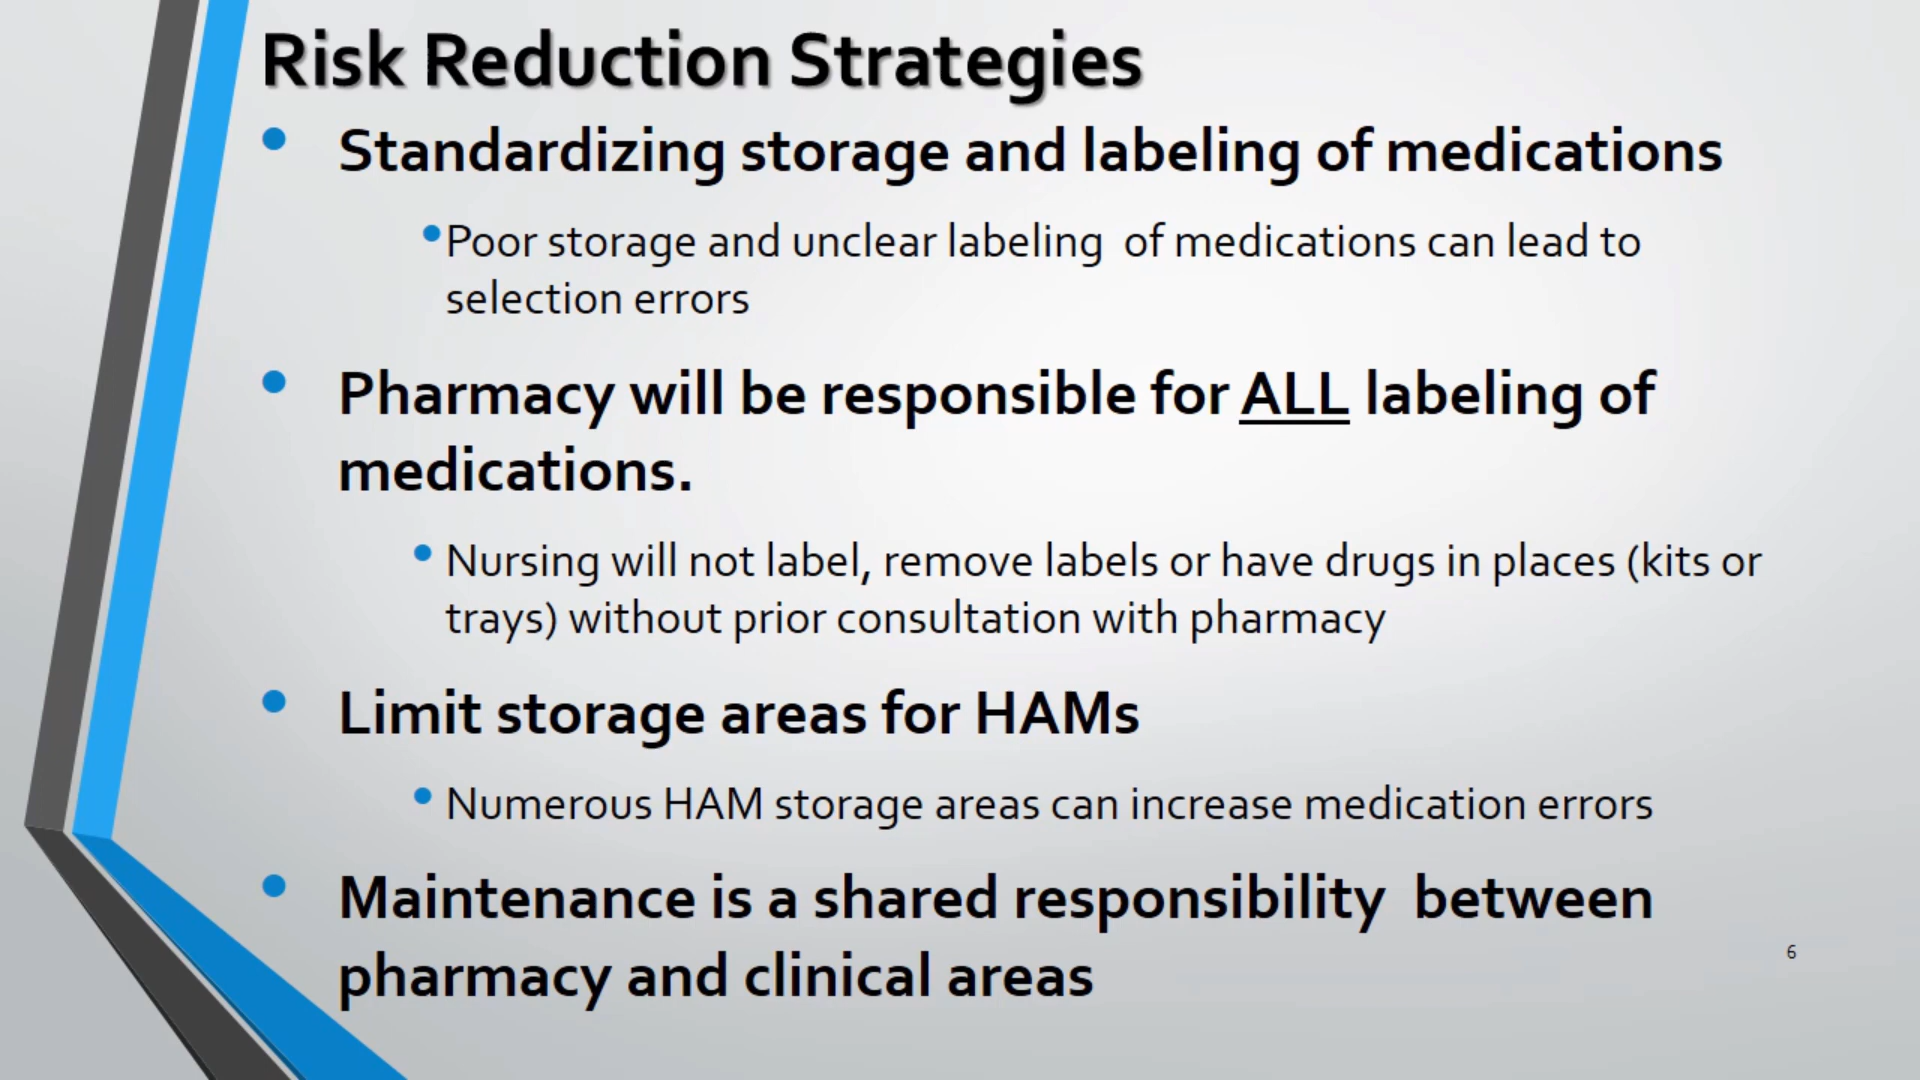 Risk Reduction Strategies
• Standardizing storage and labeling of medications
• Poor storage and unclear labeling  of medications can lead to
selection errors
• Pharmacy will be responsible for ALL labeling of
medications.
• Nursing will not label, remove labels or have drugs in places (kits or
trays) without prior consultation with pharmacy
• Limit storage areas for HAMs
• Numerous HAM storage areas can increase medication errors
• Maintenance is a shared responsibility  between
pharmacy and clinical areas
6